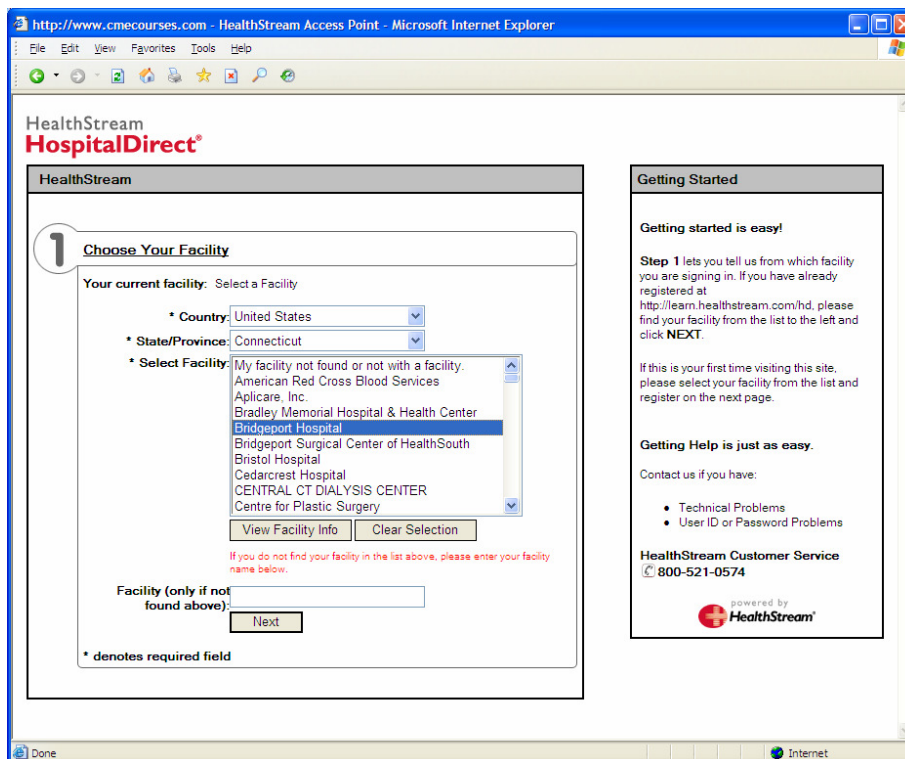 http://www.cmecourses.com - HealthStream Access Point - Microsoft Internet Explorer
File Edit View Favorites Tools Help
HealthStream
HospitalDirect®
HealthStream
1
Choose Your Facility
Your current facility: Select a Facility
* Country: United States
* State/Province: Connecticut
* Select Facility:
My facility not found or not with a facility.
American Red Cross Blood Services
Aplicare, Inc.
Bradley Memorial Hospital & Health Center
Bridgeport Hospital
Bridgeport Surgical Center of HealthSouth
Bristol Hospital
Cedarcrest Hospital
CENTRAL CT DIALYSIS CENTER
Centre for Plastic Surgery
View Facility Info Clear Selection
If you do not find your facility in the list above, please enter your facility
name below.
Facility (only if not
found above):
Next
* denotes required field
Getting Started
Getting started is easy!
Step 1 lets you tell us from which facility
you are signing in. If you have already
registered at
http://learn.healthstream.com/hd, please
find your facility from the list to the left and
click NEXT.
If this is your first time visiting this site,
please select your facility from the list and
register on the next page.
Getting Help is just as easy.
Contact us if you have:
• Technical Problems
• User ID or Password Problems
HealthStream Customer Service
800-521-0574
powered by
HealthStream®
Done
Internet